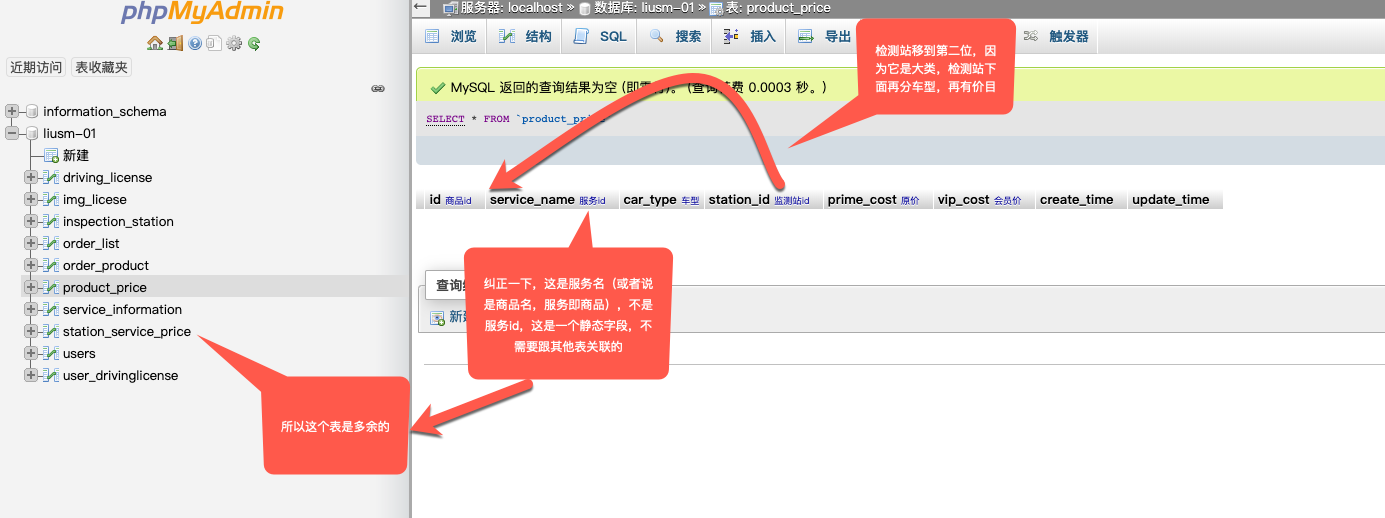 phpMyAdmin
近期访问 表收藏夹
information_schema
liusm-01
新建
driving_license
img_licese
inspection_station
order_list
order_product
product_price
service_information
station_service_price
users
user_drivinglicense
所以这个表是多余的
服务器: localhost » 数据库: liusm-01 » 表: product_price
浏览 结构 SQL 搜索 插入 导出 触发器
检测站移到第二位，因
为它是大类，检测站下
面再分车型，再有价目
MySQL 返回的查询结果为空 (即零行)。 (查询花费 0.0003 秒。)
SELECT * FROM `product_price`
id 商品id service_name 服务id car_type 车型 station_id 监测站id prime_cost 原价 vip_cost 会员价 create_time update_time
纠正一下，这是服务名（或者说
是商品名，服务即商品），不是
服务id，这是一个静态字段，不
需要跟其他表关联的
查询
新建